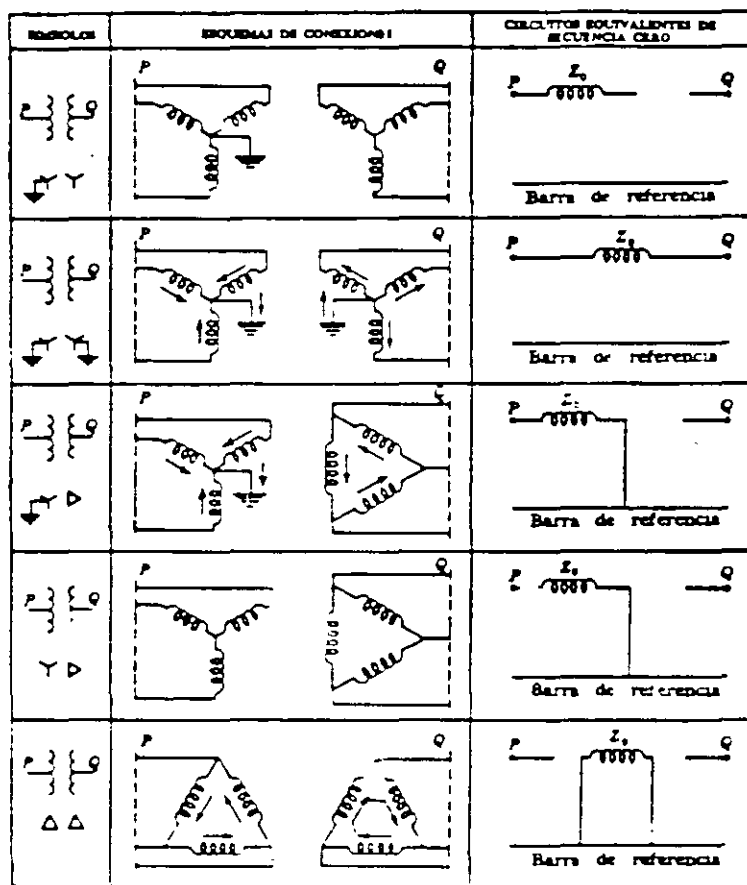 SIMBOLOS
ESQUEMAS DE CONEXIONES
CIRCUITOS EQUIVALENTES DE
SECUENCIA CERO
P Q
P Q
Z₀
P Q
Barra de referencia
P Q
P Q
Z₀
P Q
Barra de referencia
P Q
P
Z₀
P Q
Barra de referencia
P Q
P Q
Z₀
P Q
Barra de referencia
P Q
P Q
Z₀
P Q
Barra de referencia